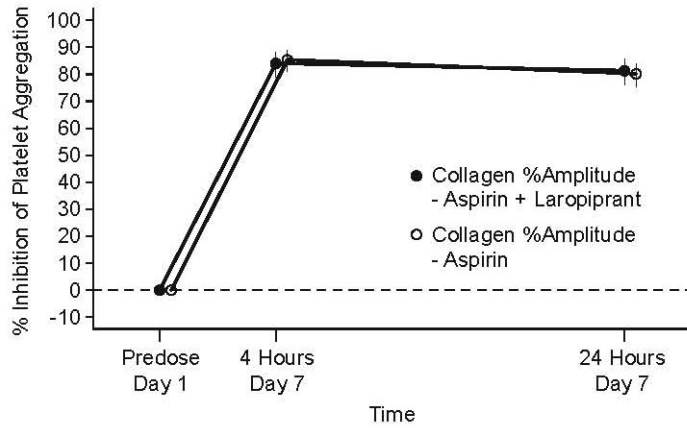 % Inhibition of Platelet Aggregation
100
90
80
70
60
50
40
30
20
10
0
-10
Collagen %Amplitude
- Aspirin + Laropiprant
Collagen %Amplitude
- Aspirin
Predose
Day 1
4 Hours
Day 7
24 Hours
Day 7
Time